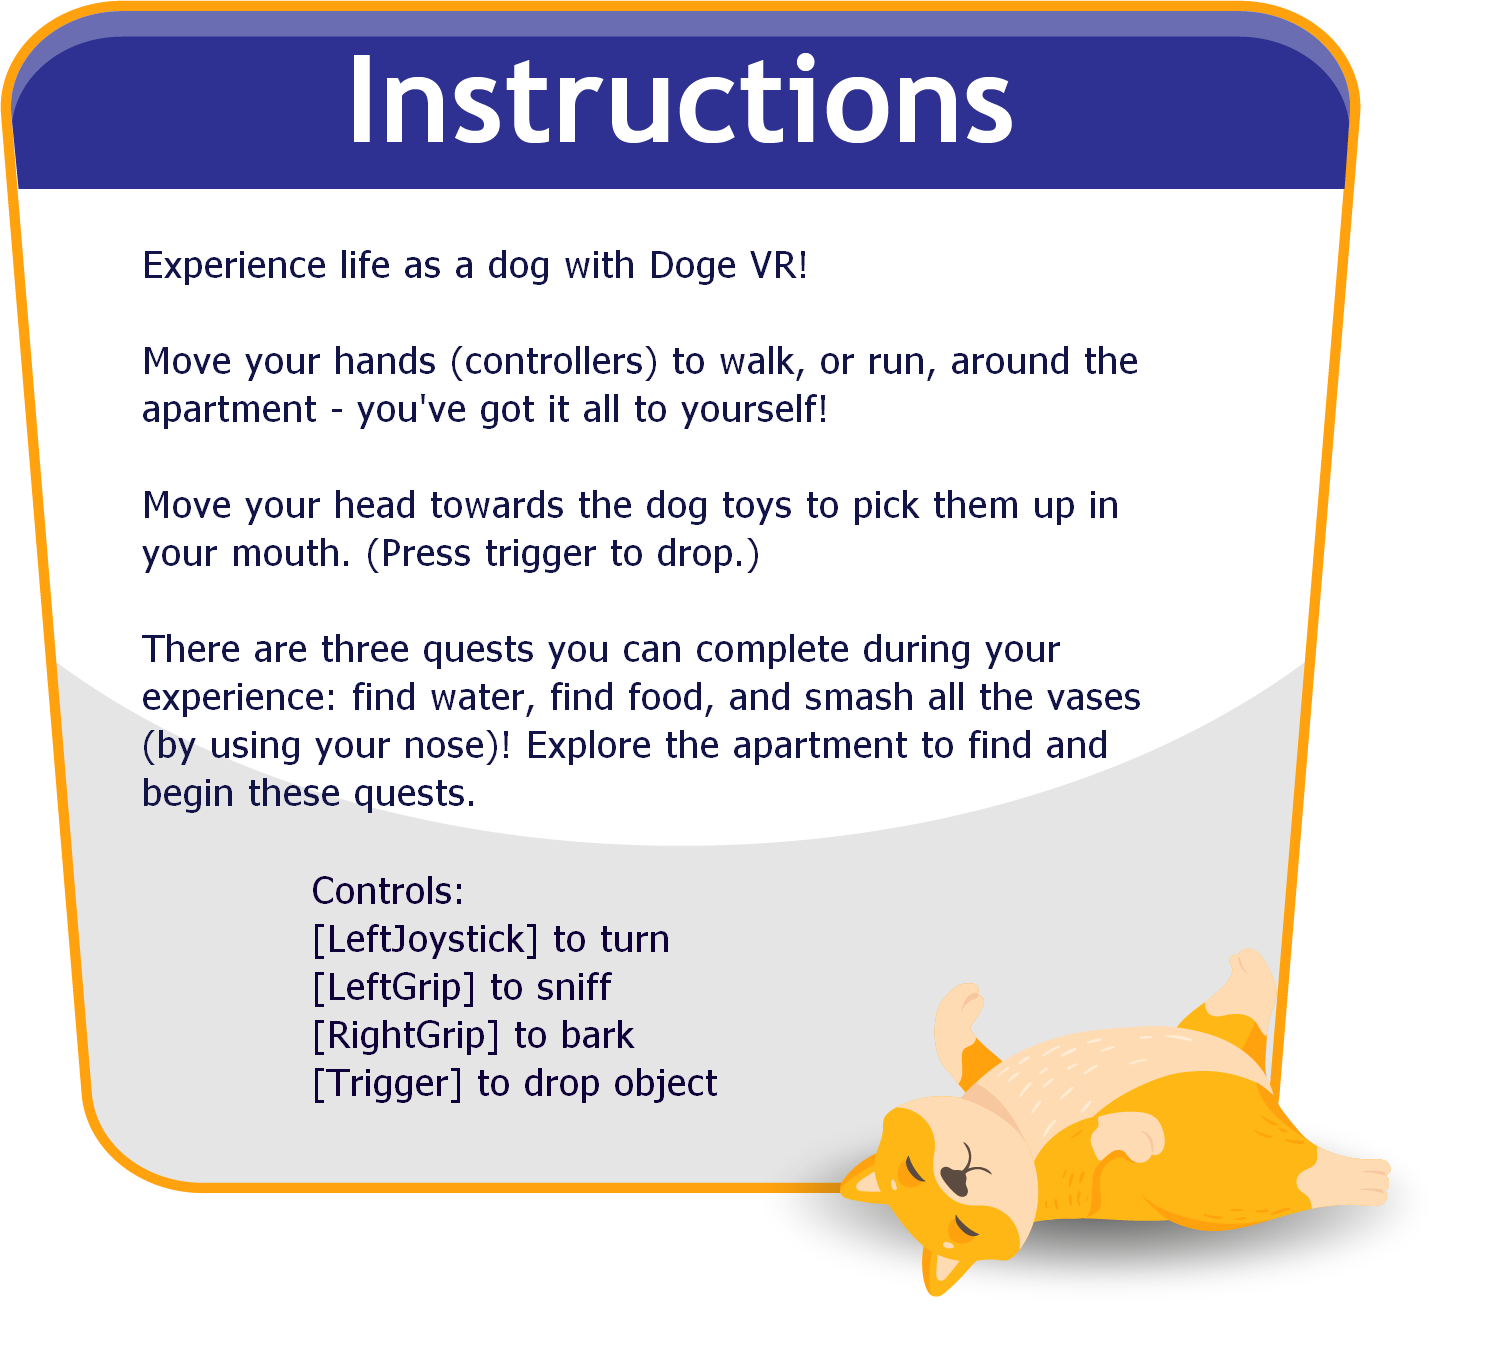 Instructions
Experience life as a dog with Doge VR!
Move your hands (controllers) to walk, or run, around the
apartment - you've got it all to yourself!
Move your head towards the dog toys to pick them up in
your mouth. (Press trigger to drop.)
There are three quests you can complete during your
experience: find water, find food, and smash all the vases
(by using your nose)! Explore the apartment to find and
begin these quests.
Controls:
[LeftJoystick] to turn
[LeftGrip] to sniff
[RightGrip] to bark
[Trigger] to drop object